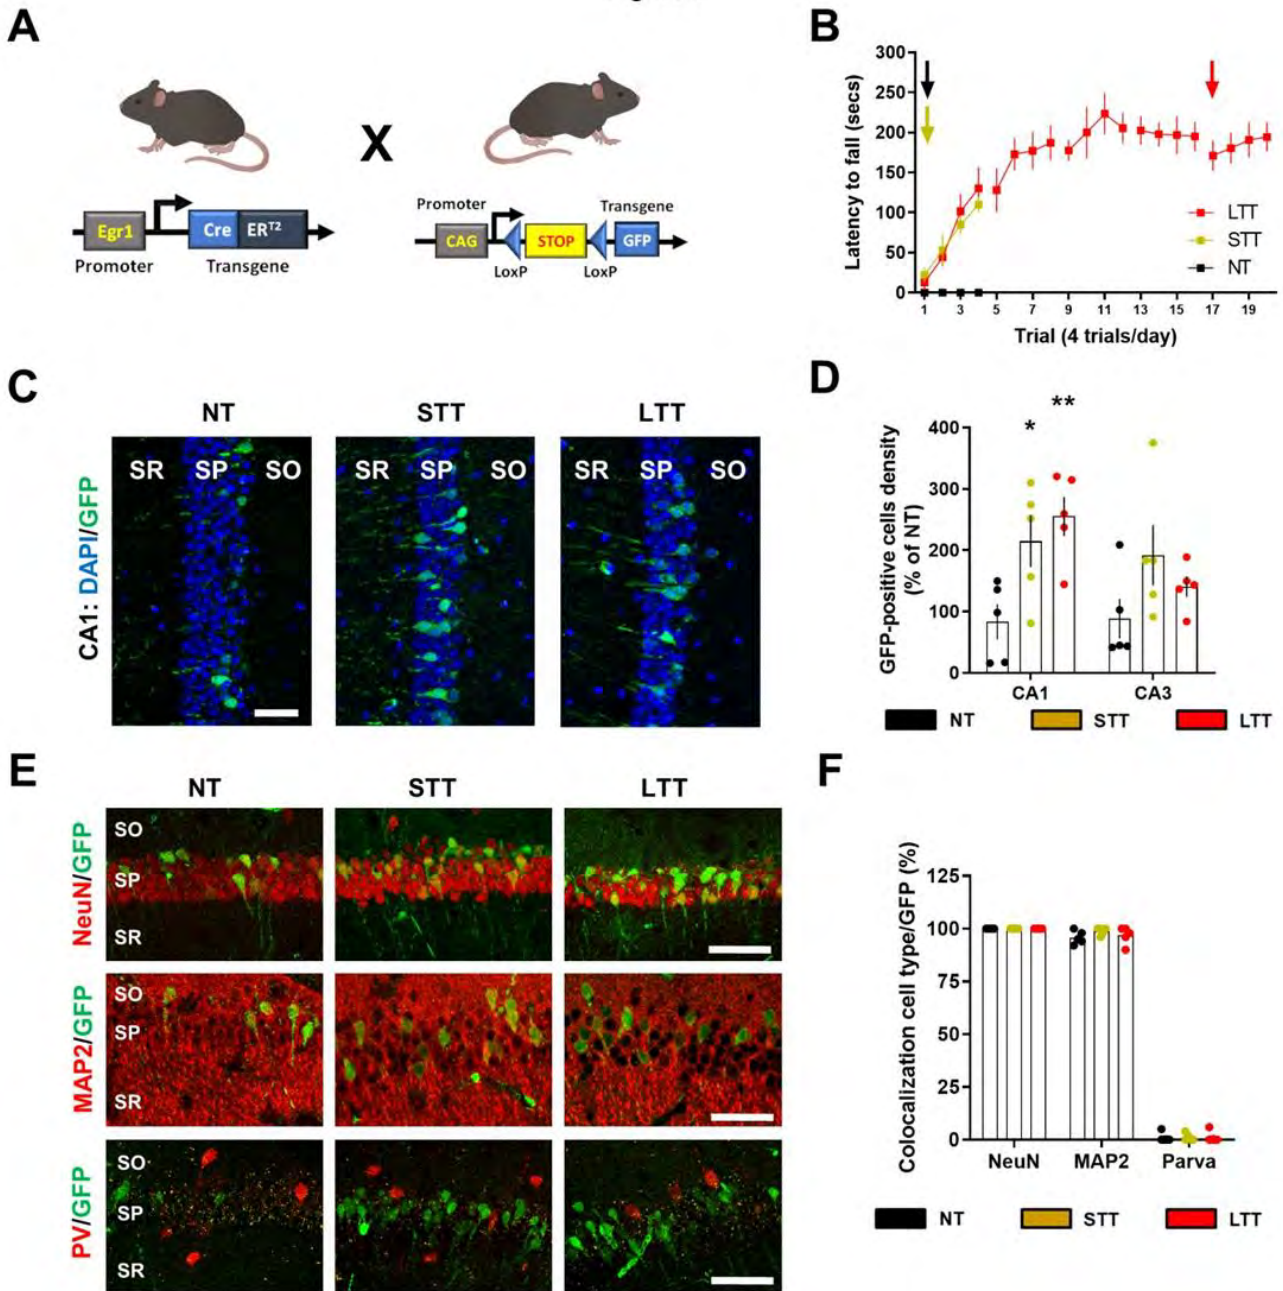 A
X
Egr1
Cre
ERT2
Promoter
Transgene
Promoter
Transgene
CAG
STOP
GFP
LoxP
LoxP
B
Latency to fall (secs)
300
250
200
150
100
50
0
LTT
STT
NT
1
3
5
7
9
11
13
15
17
19
Trial (4 trials/day)
C
NT
STT
LTT
CA1: DAPI/GFP
SR SP SO
SR SP SO
SR SP SO
D
GFP-positive cells density
(% of NT)
400
300
200
100
0
*
**
CA1
CA3
NT
STT
LTT
E
NT
STT
LTT
NeuN/GFP
SO
SP
SR
MAP2/GFP
SO
SP
SR
PV/GFP
SO
SP
SR
F
Colocalization cell type/GFP (%)
125
100
75
50
25
0
NeuN
MAP2
Parva
NT
STT
LTT